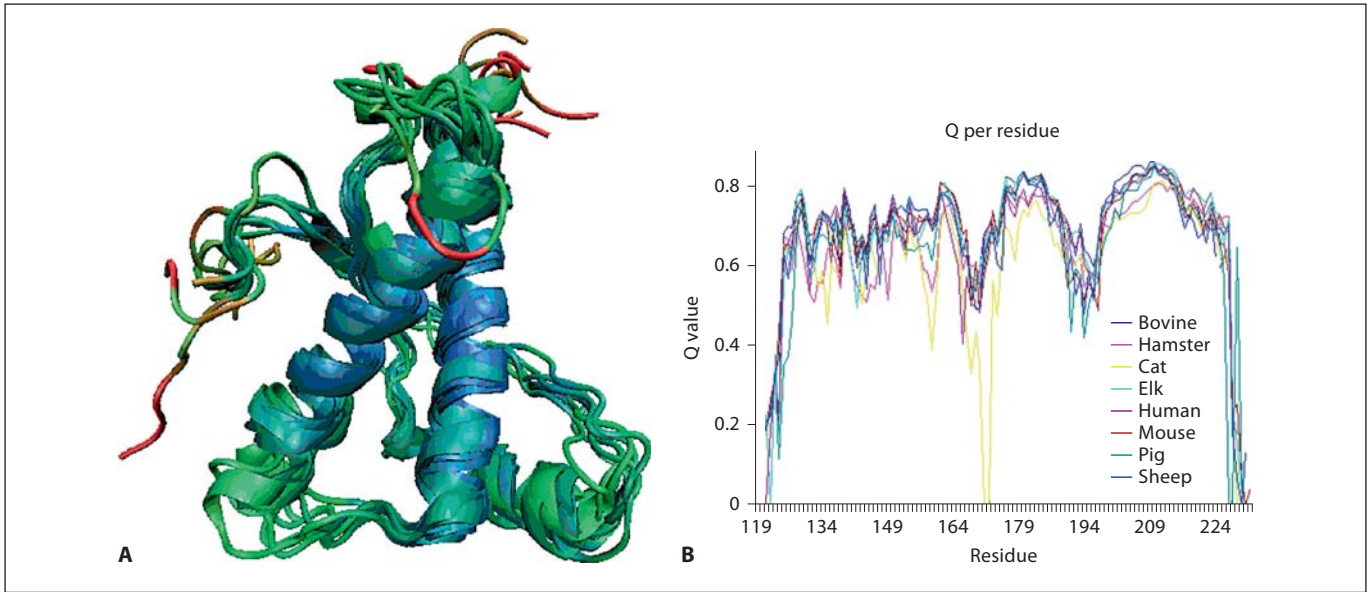 A
B
Q per residue
Q value
0.8
0.6
0.4
0.2
0
119 134 149 164 179 194 209 224
Residue
Bovine
Hamster
Cat
Elk
Human
Mouse
Pig
Sheep